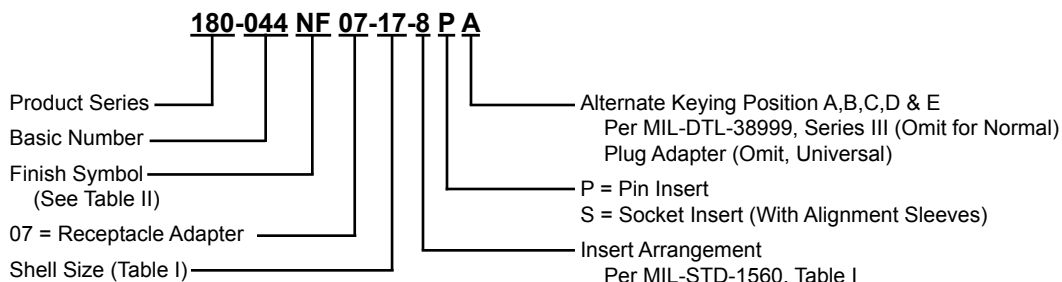 180-044 NF 07-17-8 P A
Product Series
Basic Number
Finish Symbol
(See Table II)
07 = Receptacle Adapter
Shell Size (Table I)
Alternate Keying Position A,B,C,D & E
Per MIL-DTL-38999, Series III (Omit for Normal)
Plug Adapter (Omit, Universal)
P = Pin Insert
S = Socket Insert (With Alignment Sleeves)
Insert Arrangement
Per MIL-STD-1560, Table I